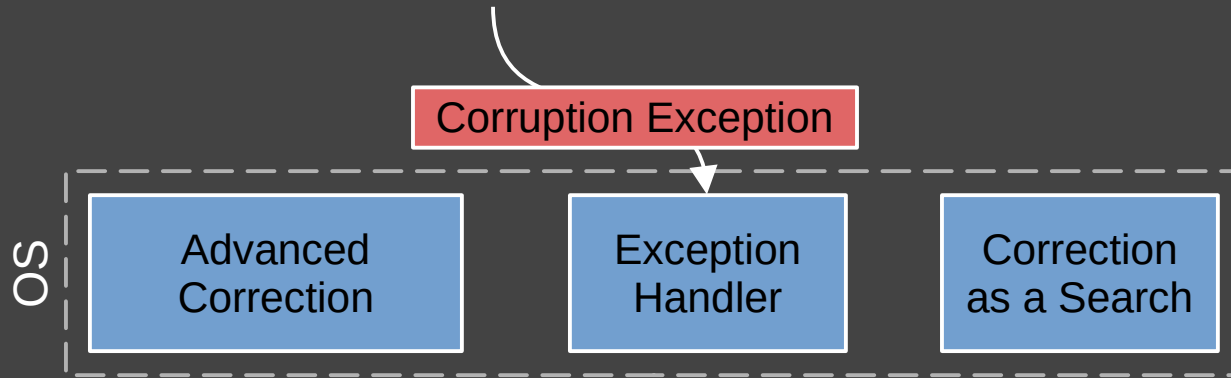 Corruption Exception
OS
Advanced
Correction
Exception
Handler
Correction
as a Search